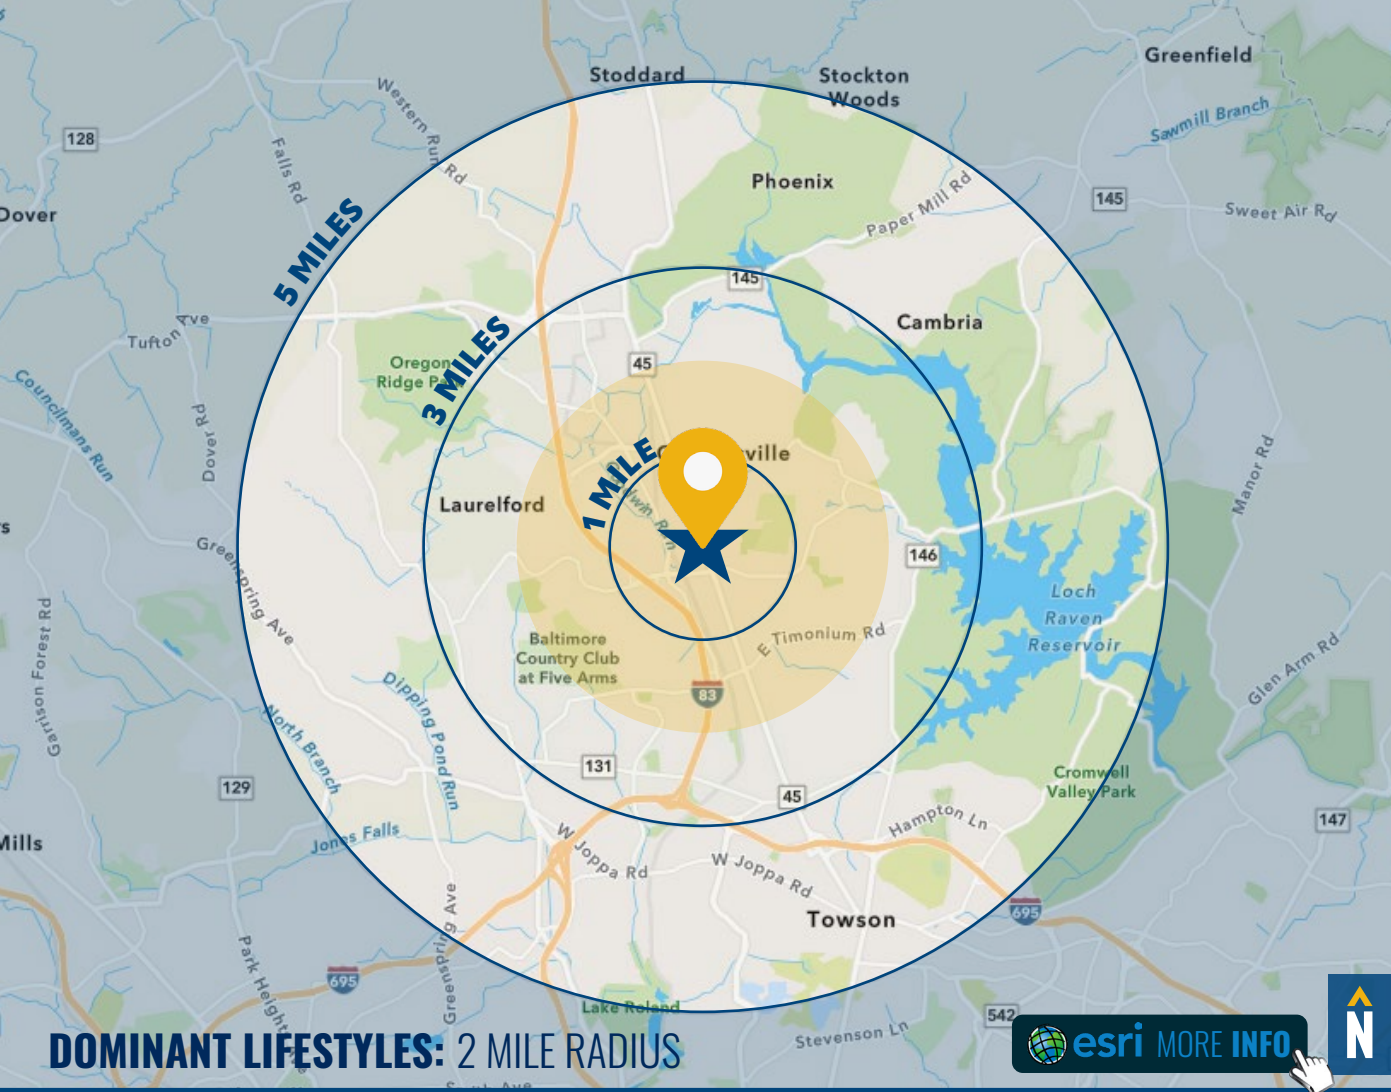 Greenfield
Stoddard
Stockton
Woods
Western Run Rd
Sawmill Branch
128
Falls Rd
Phoenix
Paper Mill Rd
145
Sweet Air Rd
Dover
5 MILES
145
Tufton Ave
Cambria
3 MILES
Oregon
Ridge
45
Councilmans Run
Dover Rd
1 MILE
ville
Manor Rd
Laurelford
146
Greenspring Ave
Loch
Raven
Reservoir
Garrison Forest Rd
E Timonium Rd
Baltimore
Country Club
at Five Arms
Glen Arm Rd
Dipping Pond Run
83
North Branch
131
Cromwell
Valley Park
129
45
Hampton Ln
147
Mills
Jones Falls
W Joppa Rd
W Joppa Rd
Towson
695
Greenspring Ave
Park Height
695
Lake Roland
542
Stevenson Ln
DOMINANT LIFESTYLES: 2 MILE RADIUS
esri MORE INFO
N